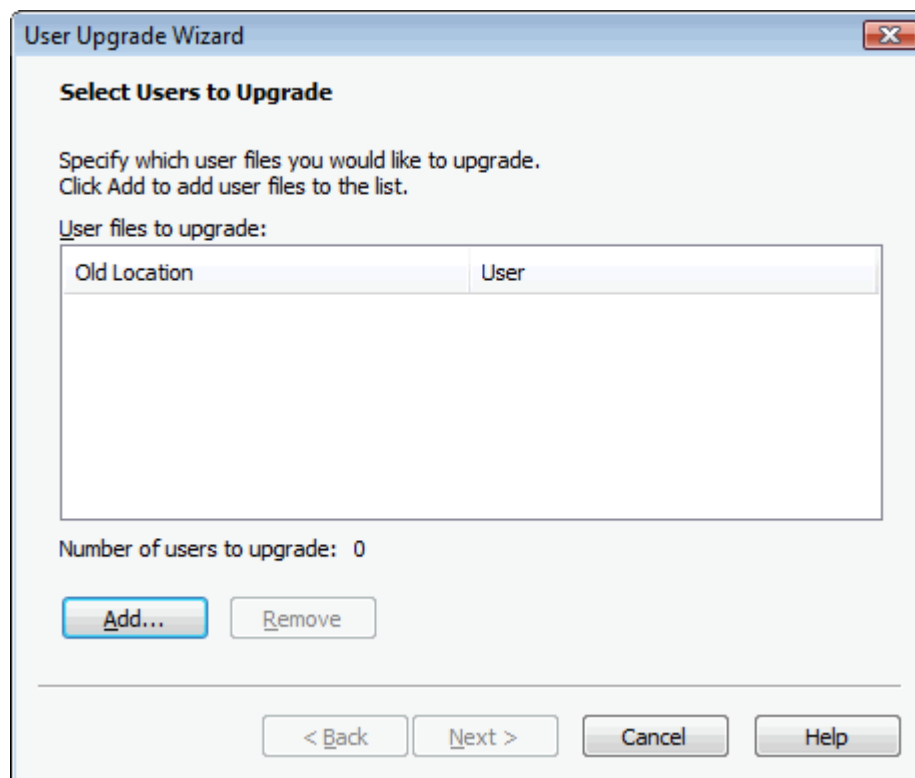 User Upgrade Wizard
Select Users to Upgrade
Specify which user files you would like to upgrade.
Click Add to add user files to the list.
User files to upgrade:
Old Location User
Number of users to upgrade: 0
Add... Remove
< Back Next > Cancel Help